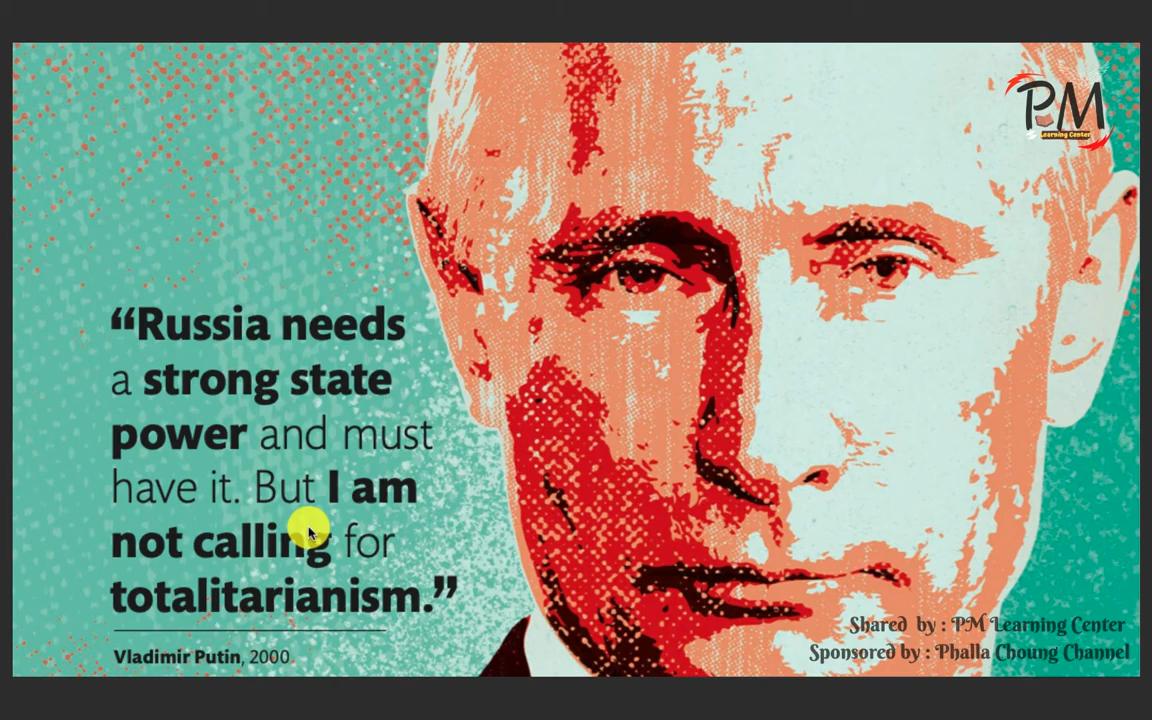 PM
Learning Center
“Russia needs
a strong state
power and must
have it. But I am
not calling for
totalitarianism.”
Vladimir Putin, 2000
Shared by : PM Learning Center
Sponsored by : Phalla Choung Channel